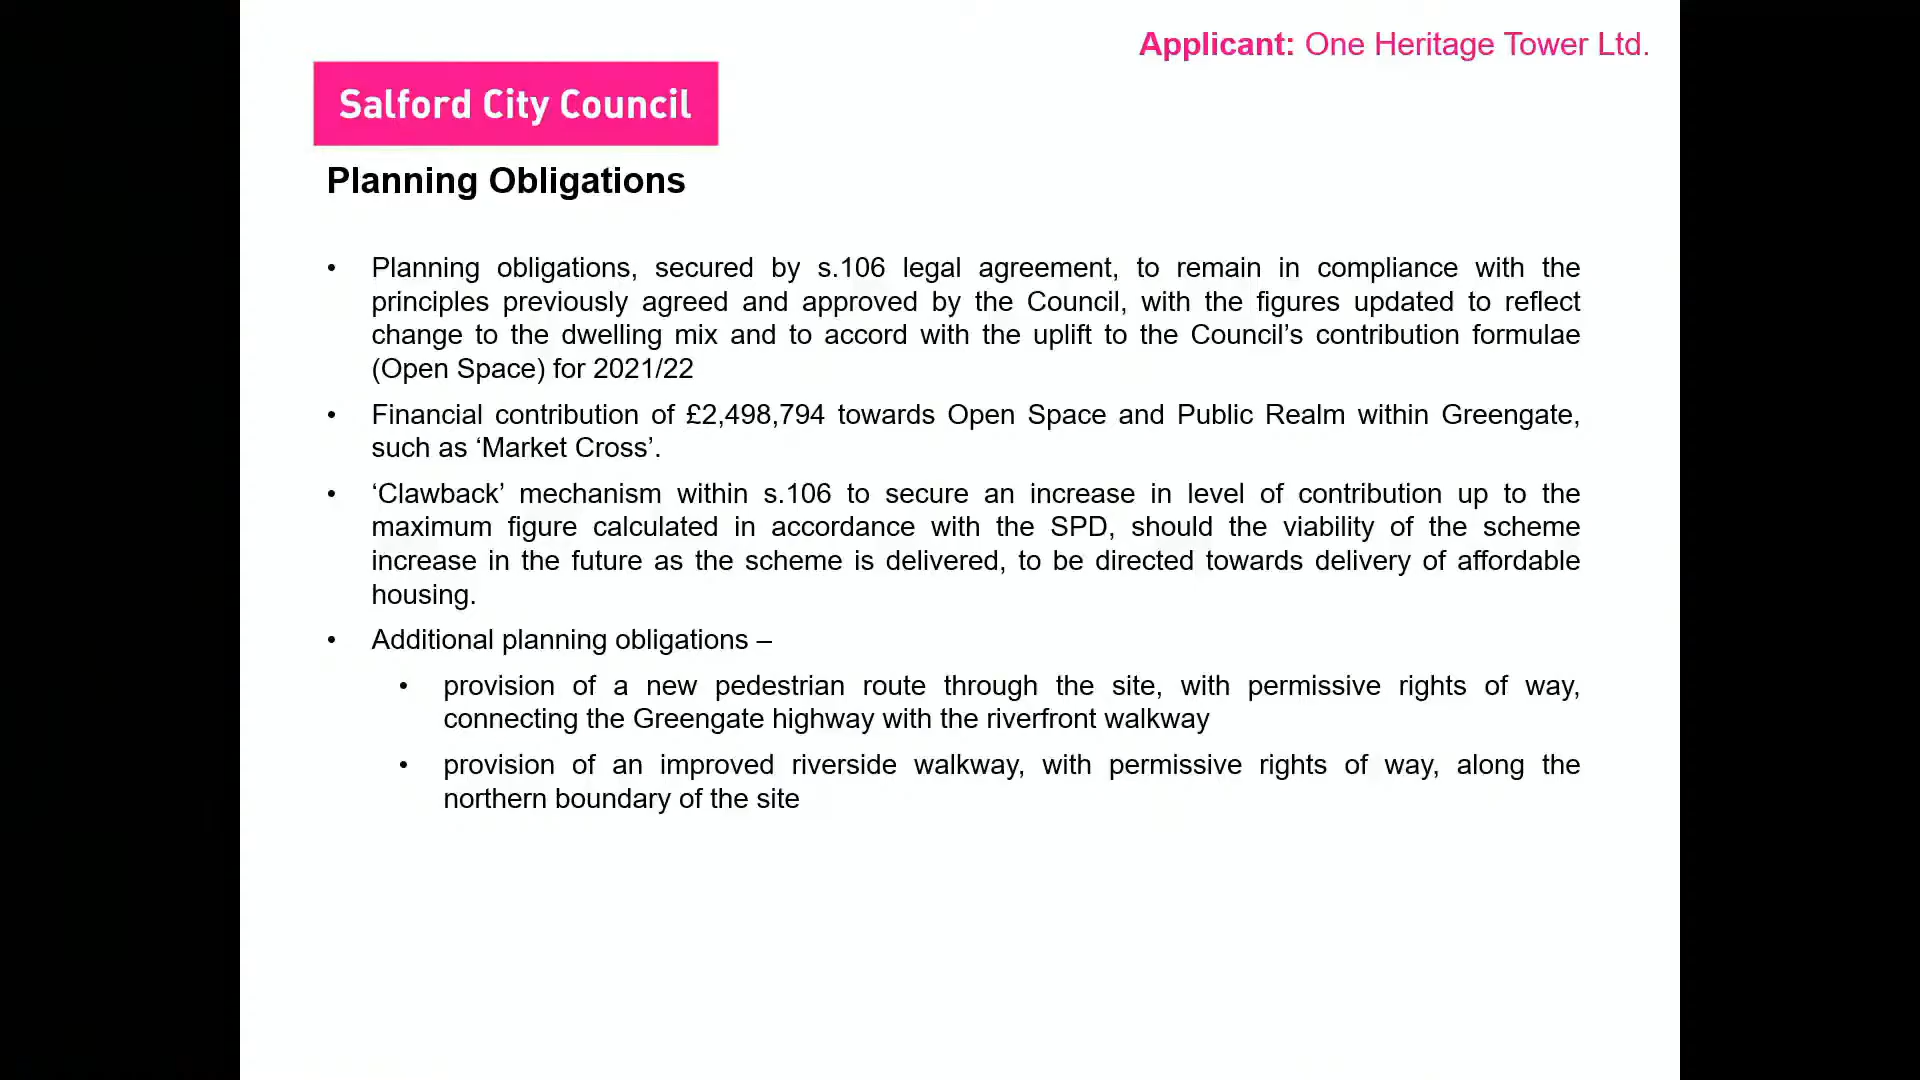 Applicant: One Heritage Tower Ltd.
Salford City Council
Planning Obligations
• Planning obligations, secured by s.106 legal agreement, to remain in compliance with the
principles previously agreed and approved by the Council, with the figures updated to reflect
change to the dwelling mix and to accord with the uplift to the Council’s contribution formulae
(Open Space) for 2021/22
• Financial contribution of £2,498,794 towards Open Space and Public Realm within Greengate,
such as ‘Market Cross’.
• ‘Clawback’ mechanism within s.106 to secure an increase in level of contribution up to the
maximum figure calculated in accordance with the SPD, should the viability of the scheme
increase in the future as the scheme is delivered, to be directed towards delivery of affordable
housing.
• Additional planning obligations –
• provision of a new pedestrian route through the site, with permissive rights of way,
connecting the Greengate highway with the riverfront walkway
• provision of an improved riverside walkway, with permissive rights of way, along the
northern boundary of the site